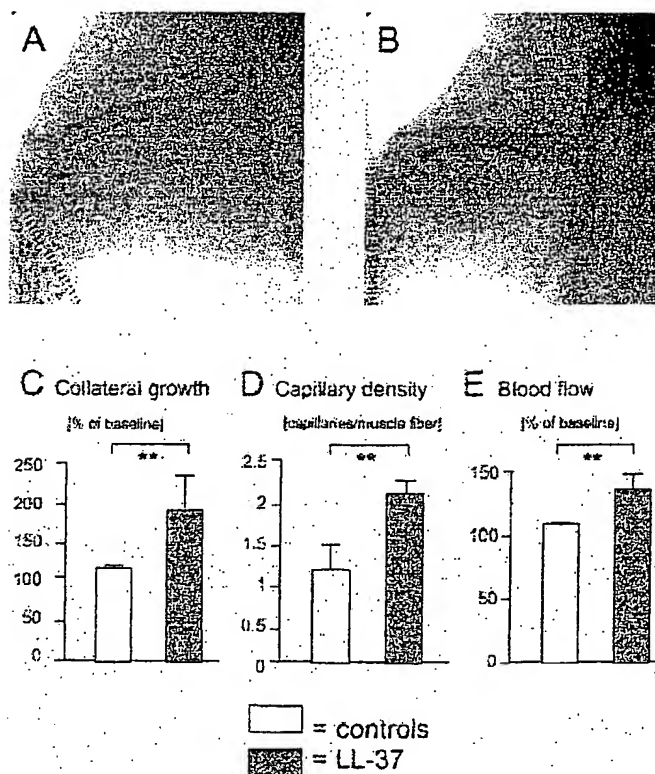 A B
C Collateral growth D Capillary density E Blood flow
[% of baseline] [capillaries/muscle fiber] [% of baseline]
** ** **
250
200
150
100
50
0
2.5
2
1.5
1
0.5
0
150
100
50
0
= controls
= LL-37